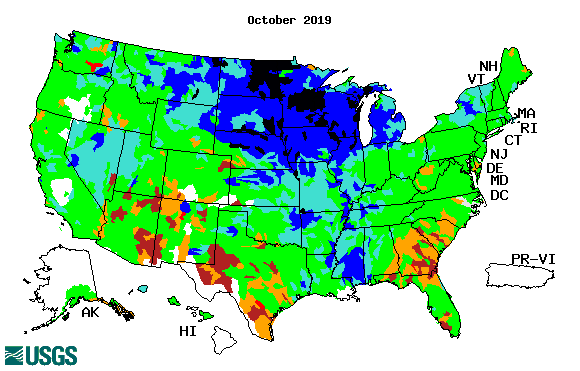 October 2019
NH
VT
MA
RI
CT
NJ
DE
MD
DC
PR-VI
AK
HI
USGS